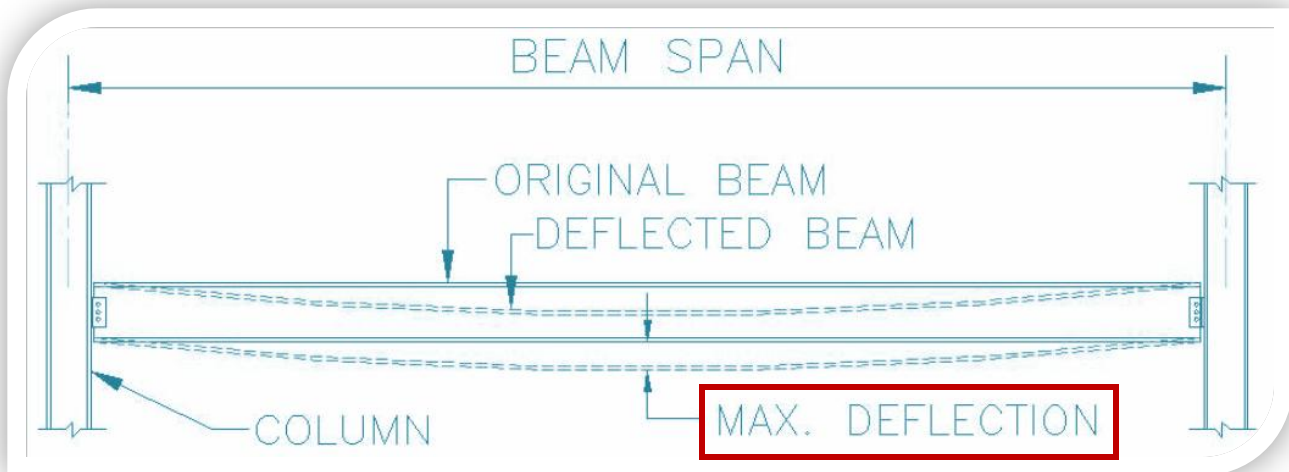 BEAM SPAN
ORIGINAL BEAM
DEFLECTED BEAM
COLUMN
MAX. DEFLECTION